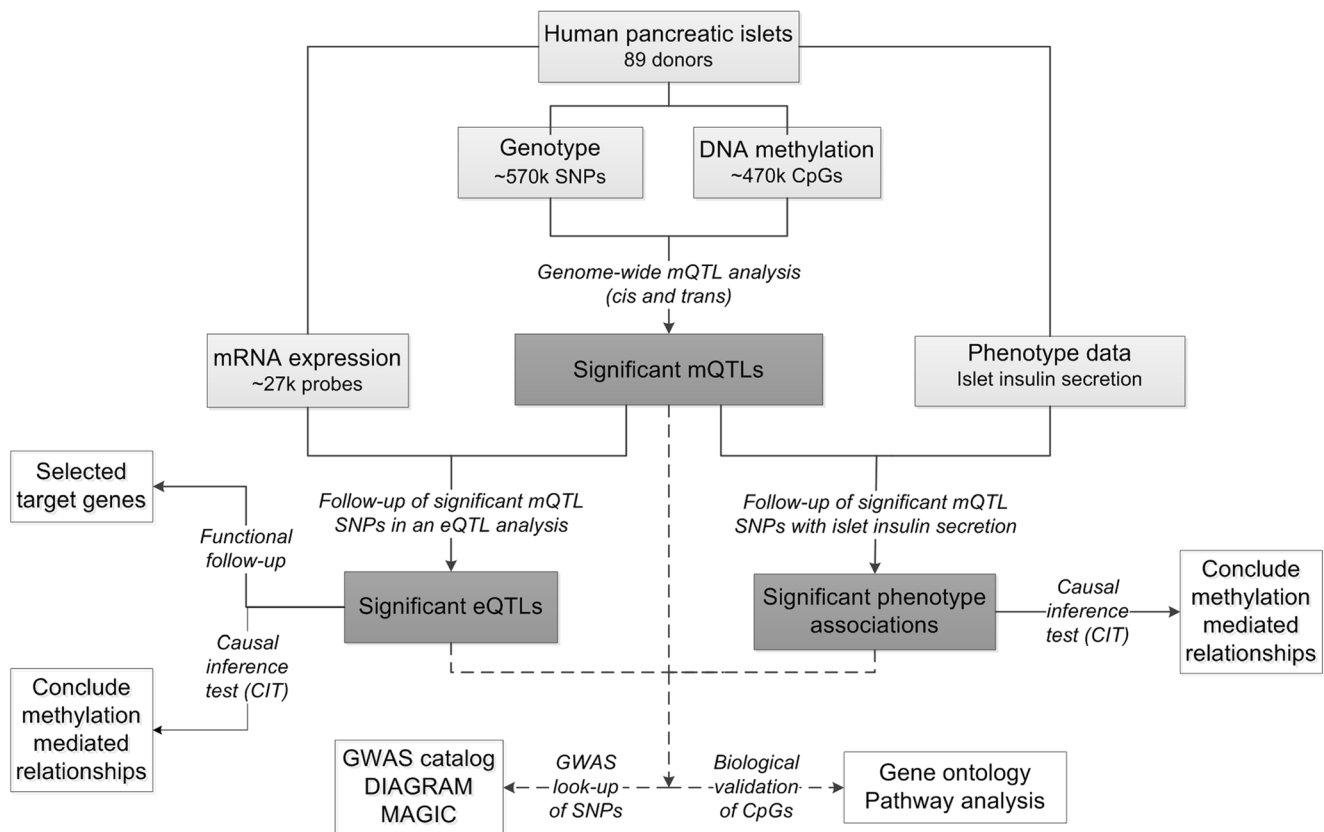 Human pancreatic islets
89 donors
Genotype
~570k SNPs
DNA methylation
~470k CpGs
Genome-wide mQTL analysis
(cis and trans)
mRNA expression
~27k probes
Significant mQTLs
Phenotype data
Islet insulin secretion
Selected
target genes
Follow-up of significant mQTL
SNPs in an eQTL analysis
Follow-up of significant mQTL
SNPs with islet insulin secretion
Functional
follow-up
Significant eQTLs
Significant phenotype
associations
Causal
inference
test (CIT)
Conclude
methylation
mediated
relationships
Causal
inference
test (CIT)
Conclude
methylation
mediated
relationships
GWAS catalog
DIAGRAM
MAGIC
GWAS
look-up
of SNPs
Biological
validation
of CpGs
Gene ontology
Pathway analysis